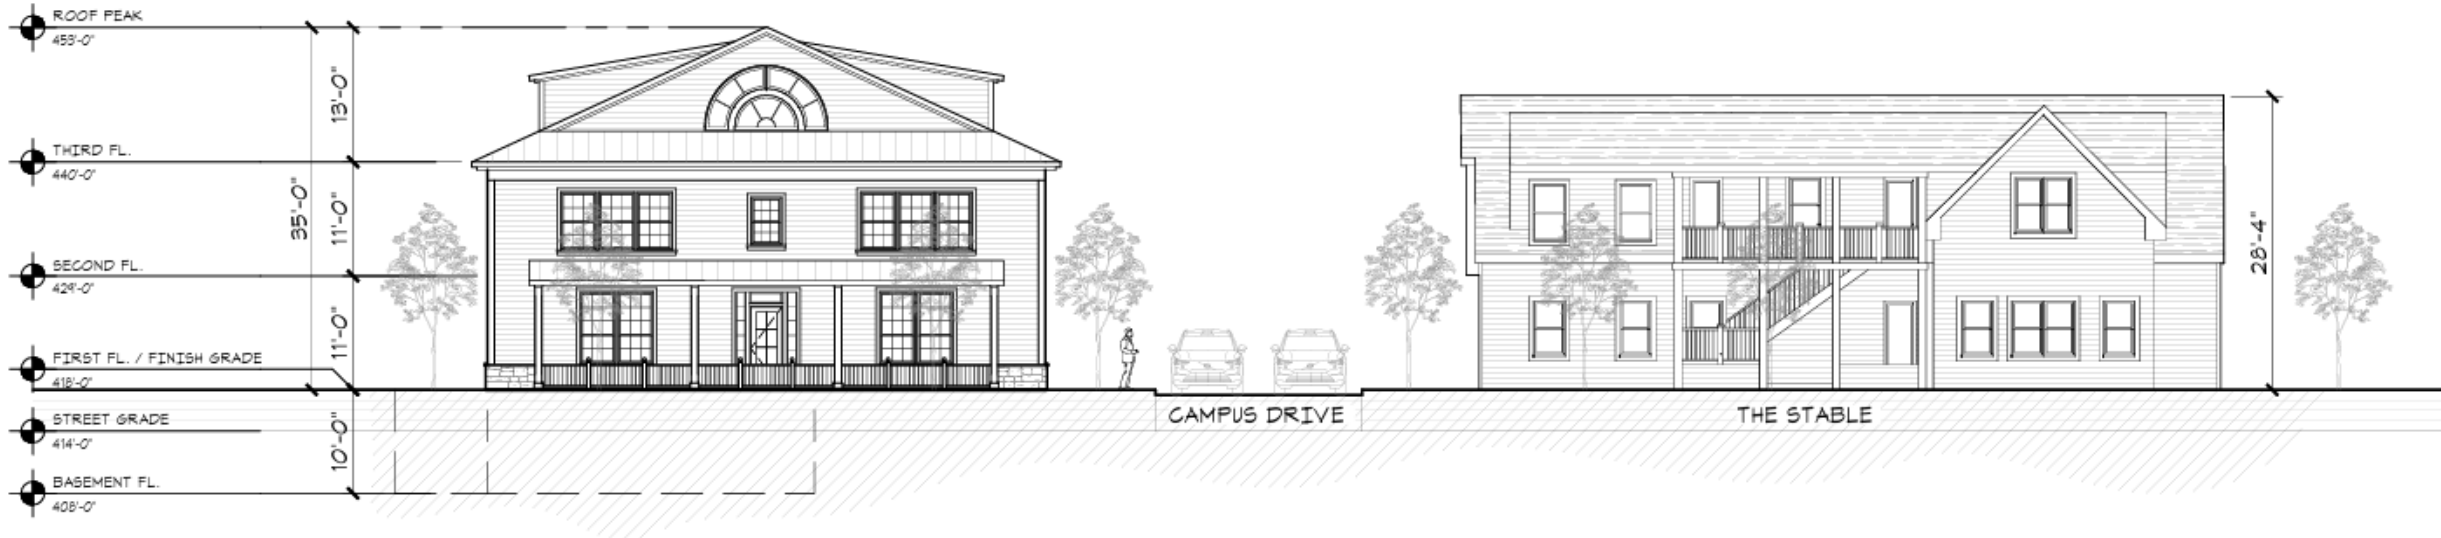 ROOF PEAK
453'-0"
THIRD FL.
440'-0"
SECOND FL.
429'-0"
FIRST FL. / FINISH GRADE
418'-0"
STREET GRADE
414'-0"
BASEMENT FL.
408'-0"
35'-0"
13'-0"
11'-0"
11'-0"
10'-0"
CAMPUS DRIVE
THE STABLE
28'-4"